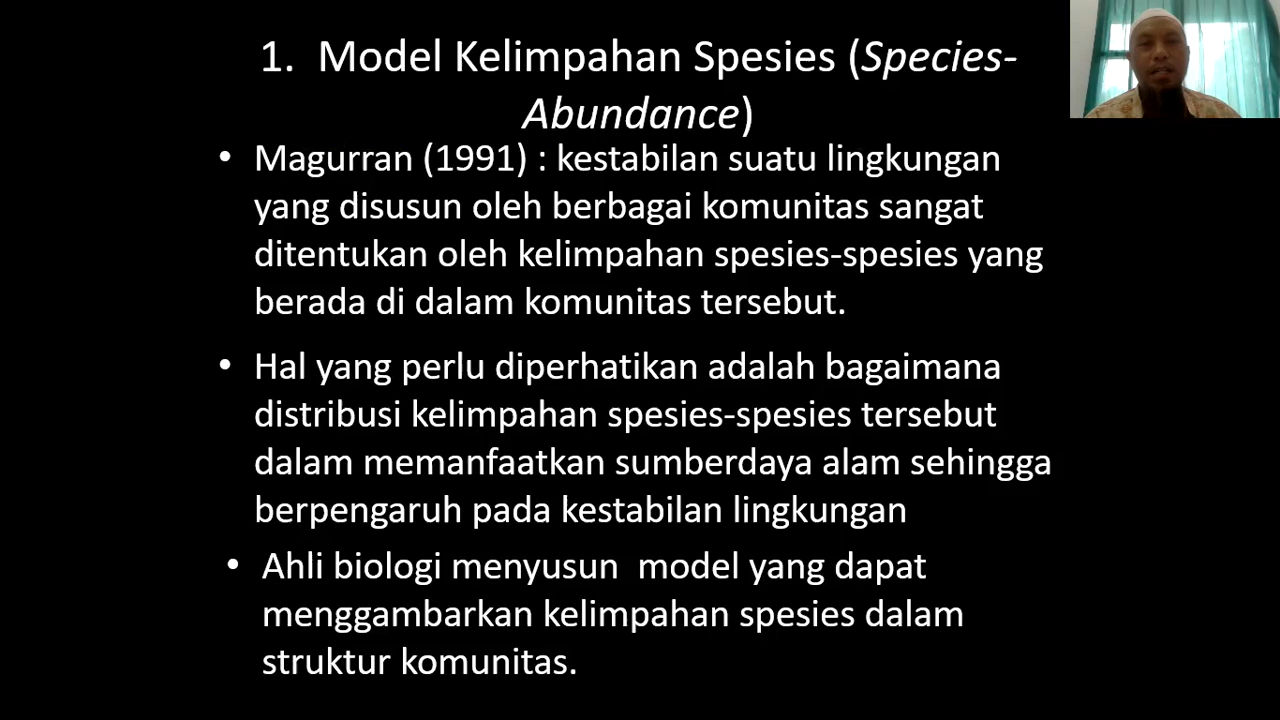 1. Model Kelimpahan Spesies (Species-
Abundance)
• Magurran (1991) : kestabilan suatu lingkungan
yang disusun oleh berbagai komunitas sangat
ditentukan oleh kelimpahan spesies-spesies yang
berada di dalam komunitas tersebut.
• Hal yang perlu diperhatikan adalah bagaimana
distribusi kelimpahan spesies-spesies tersebut
dalam memanfaatkan sumberdaya alam sehingga
berpengaruh pada kestabilan lingkungan
• Ahli biologi menyusun  model yang dapat
menggambarkan kelimpahan spesies dalam
struktur komunitas.